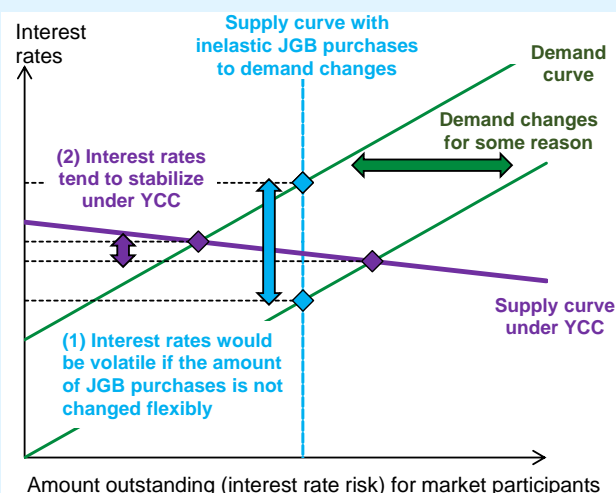 Interest
rates
Supply curve with
inelastic JGB purchases
to demand changes
Demand
curve
Demand changes
for some reason
(2) Interest rates
tend to stabilize
under YCC
Supply curve
under YCC
(1) Interest rates would
be volatile if the amount
of JGB purchases is not
changed flexibly
Amount outstanding (interest rate risk) for market participants